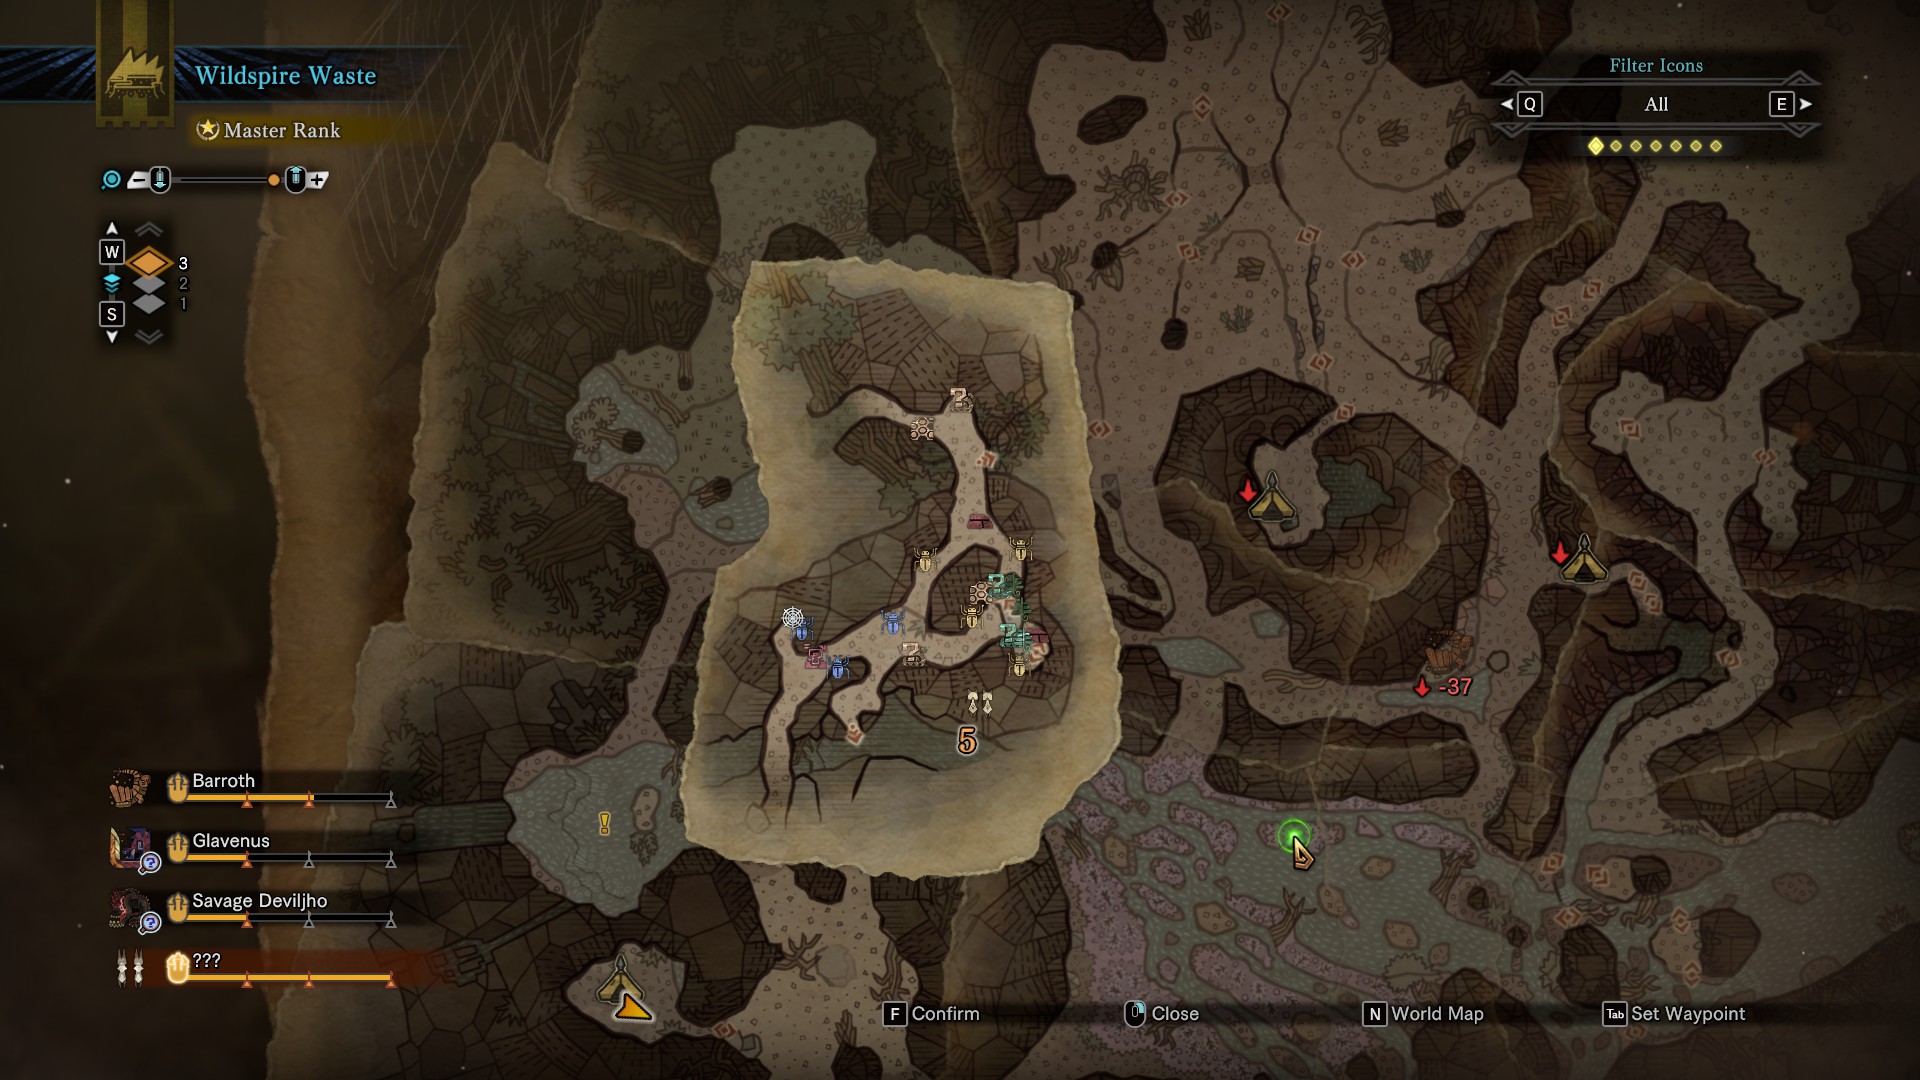 Wildspire Waste
Master Rank
Filter Icons
Q All E
W
3
2
1
S
-37
5
Barroth
Glavenus
Savage Deviljho
???
!
F Confirm
Close
N World Map
Tab Set Waypoint